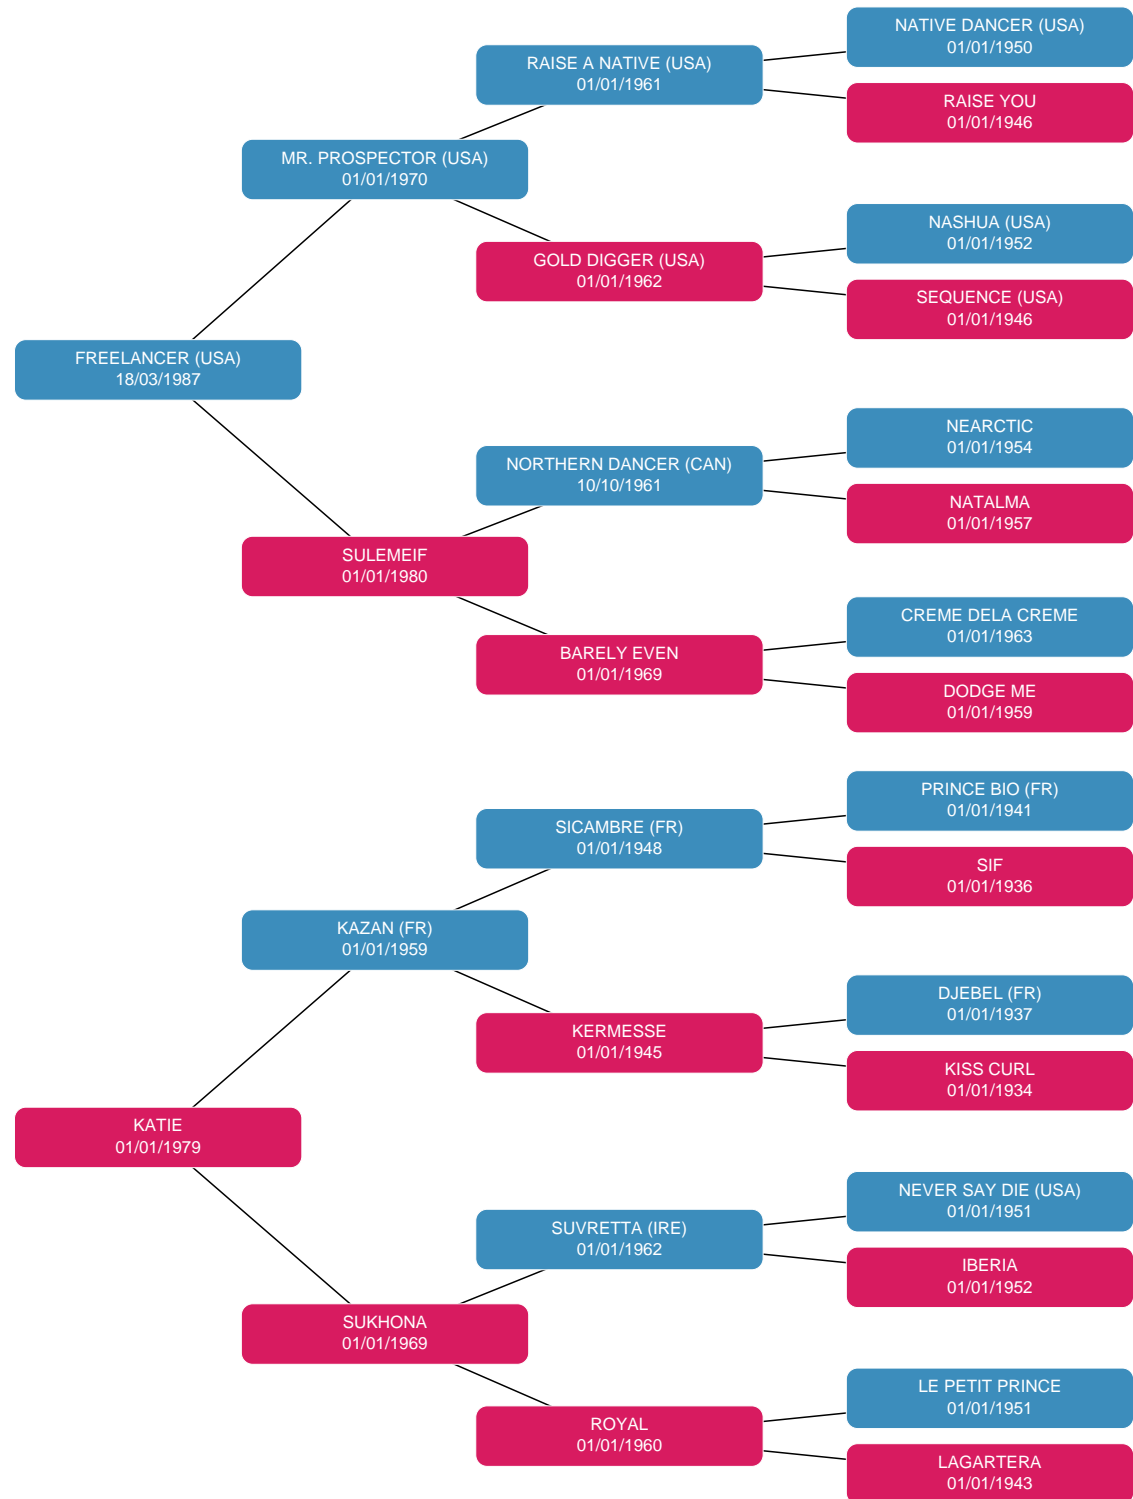 NATIVE DANCER (USA)
01/01/1950
RAISE A NATIVE (USA)
01/01/1961
RAISE YOU
01/01/1946
MR. PROSPECTOR (USA)
01/01/1970
NASHUA (USA)
01/01/1952
GOLD DIGGER (USA)
01/01/1962
SEQUENCE (USA)
01/01/1946
FREELANCER (USA)
18/03/1987
NEARCTIC
01/01/1954
NORTHERN DANCER (CAN)
10/10/1961
NATALMA
01/01/1957
SULEMEIF
01/01/1980
CREME DELA CREME
01/01/1963
BARELY EVEN
01/01/1969
DODGE ME
01/01/1959
PRINCE BIO (FR)
01/01/1941
SICAMBRE (FR)
01/01/1948
SIF
01/01/1936
KAZAN (FR)
01/01/1959
DJEBEL (FR)
01/01/1937
KERMESSE
01/01/1945
KISS CURL
01/01/1934
KATIE
01/01/1979
NEVER SAY DIE (USA)
01/01/1951
SUVRETTA (IRE)
01/01/1962
IBERIA
01/01/1952
SUKHONA
01/01/1969
LE PETIT PRINCE
01/01/1951
ROYAL
01/01/1960
LAGARTERA
01/01/1943